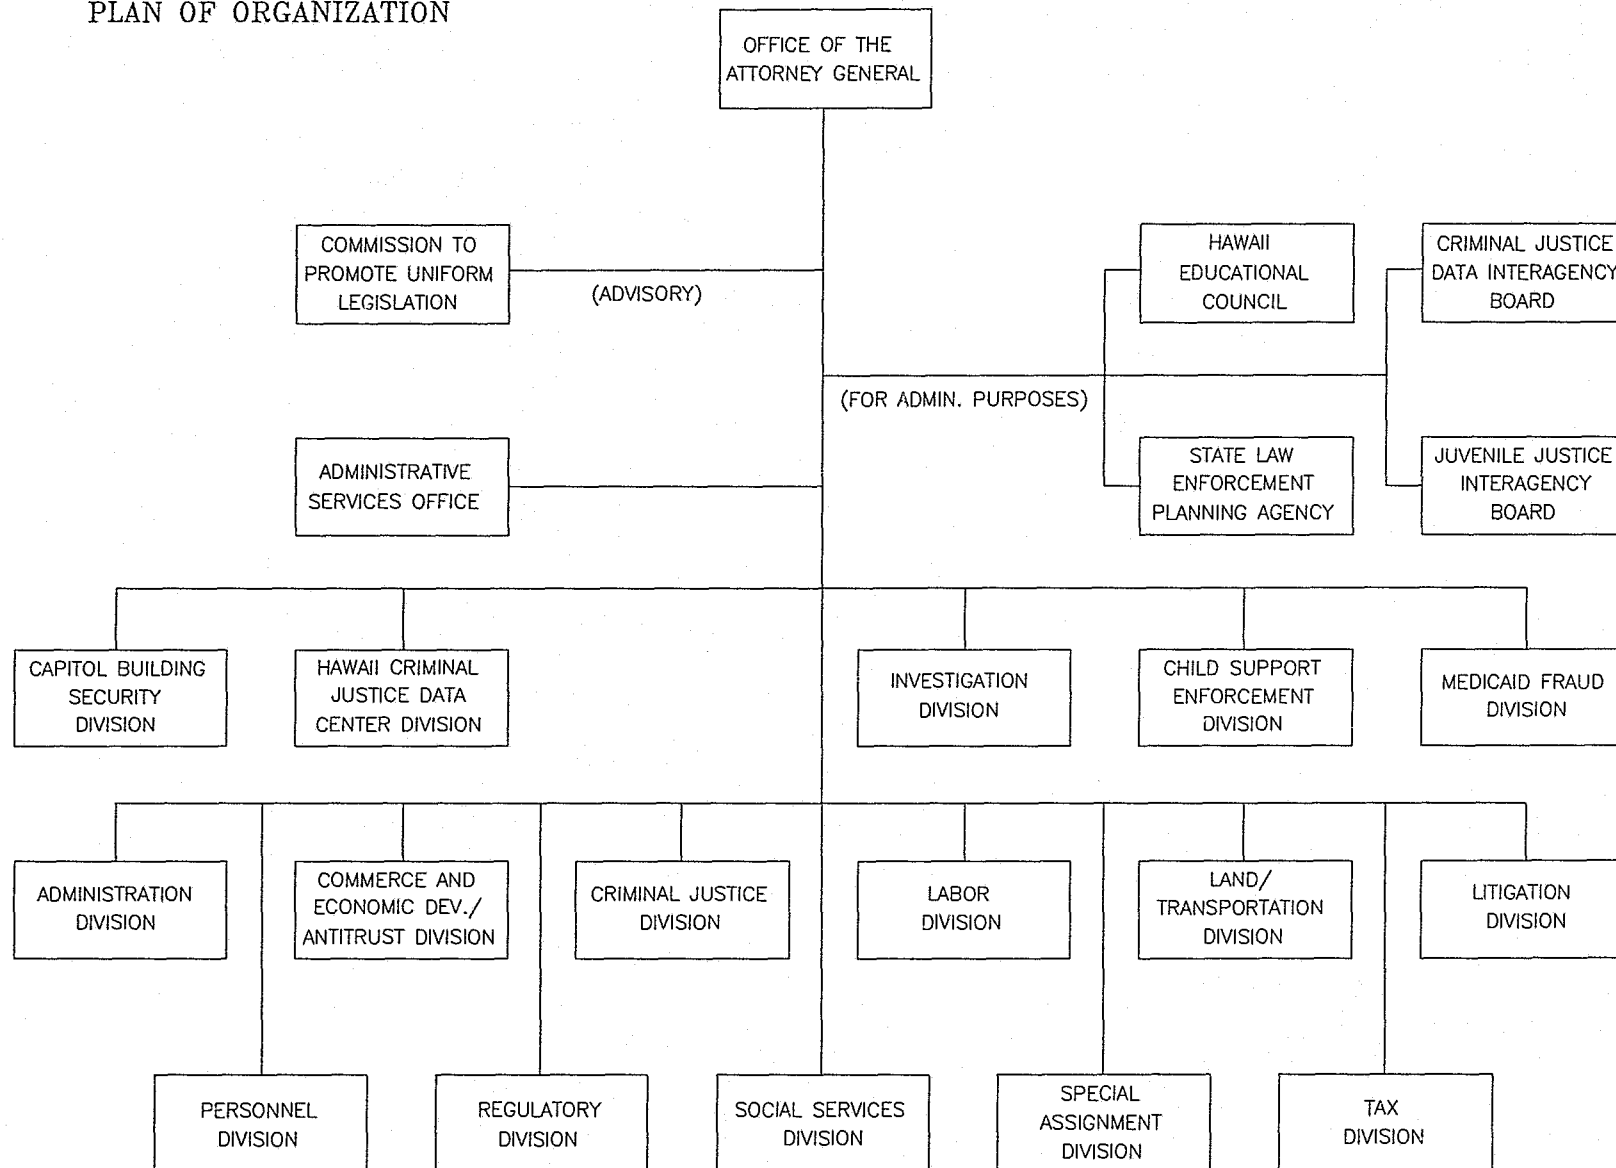 PLAN OF ORGANIZATION
OFFICE OF THE
ATTORNEY GENERAL
COMMISSION TO
PROMOTE UNIFORM
LEGISLATION
(ADVISORY)
HAWAII
EDUCATIONAL
COUNCIL
CRIMINAL JUSTICE
DATA INTERAGENCY
BOARD
(FOR ADMIN. PURPOSES)
ADMINISTRATIVE
SERVICES OFFICE
STATE LAW
ENFORCEMENT
PLANNING AGENCY
JUVENILE JUSTICE
INTERAGENCY
BOARD
CAPITOL BUILDING
SECURITY
DIVISION
HAWAII CRIMINAL
JUSTICE DATA
CENTER DIVISION
INVESTIGATION
DIVISION
CHILD SUPPORT
ENFORCEMENT
DIVISION
MEDICAID FRAUD
DIVISION
ADMINISTRATION
DIVISION
COMMERCE AND
ECONOMIC DEV./
ANTITRUST DIVISION
CRIMINAL JUSTICE
DIVISION
LABOR
DIVISION
LAND/
TRANSPORTATION
DIVISION
LITIGATION
DIVISION
PERSONNEL
DIVISION
REGULATORY
DIVISION
SOCIAL SERVICES
DIVISION
SPECIAL
ASSIGNMENT
DIVISION
TAX
DIVISION